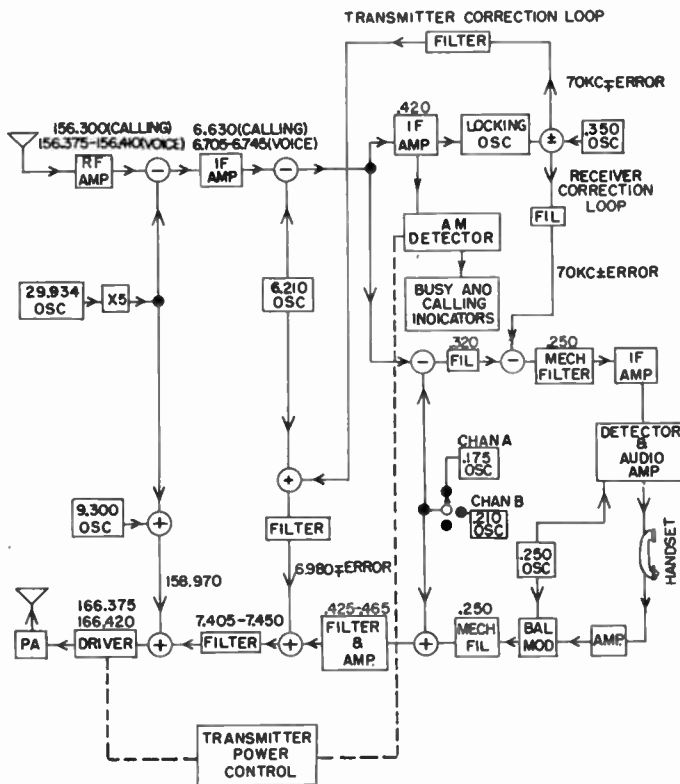 TRANSMITTER CORRECTION LOOP
FILTER
70KC∓ERROR
156.300(CALLING)
156.375-156.410(VOICE)
RF
AMP
−
6.630(CALLING)
6.705-6.745(VOICE)
IF
AMP
−
.420
IF
AMP
LOCKING
OSC
±
.350
OSC
RECEIVER
CORRECTION
LOOP
FIL
70KC±ERROR
AM
DETECTOR
BUSY AND
CALLING
INDICATORS
29.934
OSC
X5
6.210
OSC
−
.320
FIL
−
.250
MECH
FILTER
IF
AMP
DETECTOR
&
AUDIO
AMP
CHAN A
.175
OSC
CHAN B
.210
OSC
.250
OSC
HANDSET
9.300
OSC
+
+
FILTER
158.970
6.980∓ERROR
166.375
166.420
PA
DRIVER
+
7.405-7.450
FILTER
+
.425-.465
FILTER
&
AMP.
+
.250
MECH
FIL
BAL
MOD
AMP.
TRANSMITTER
POWER
CONTROL